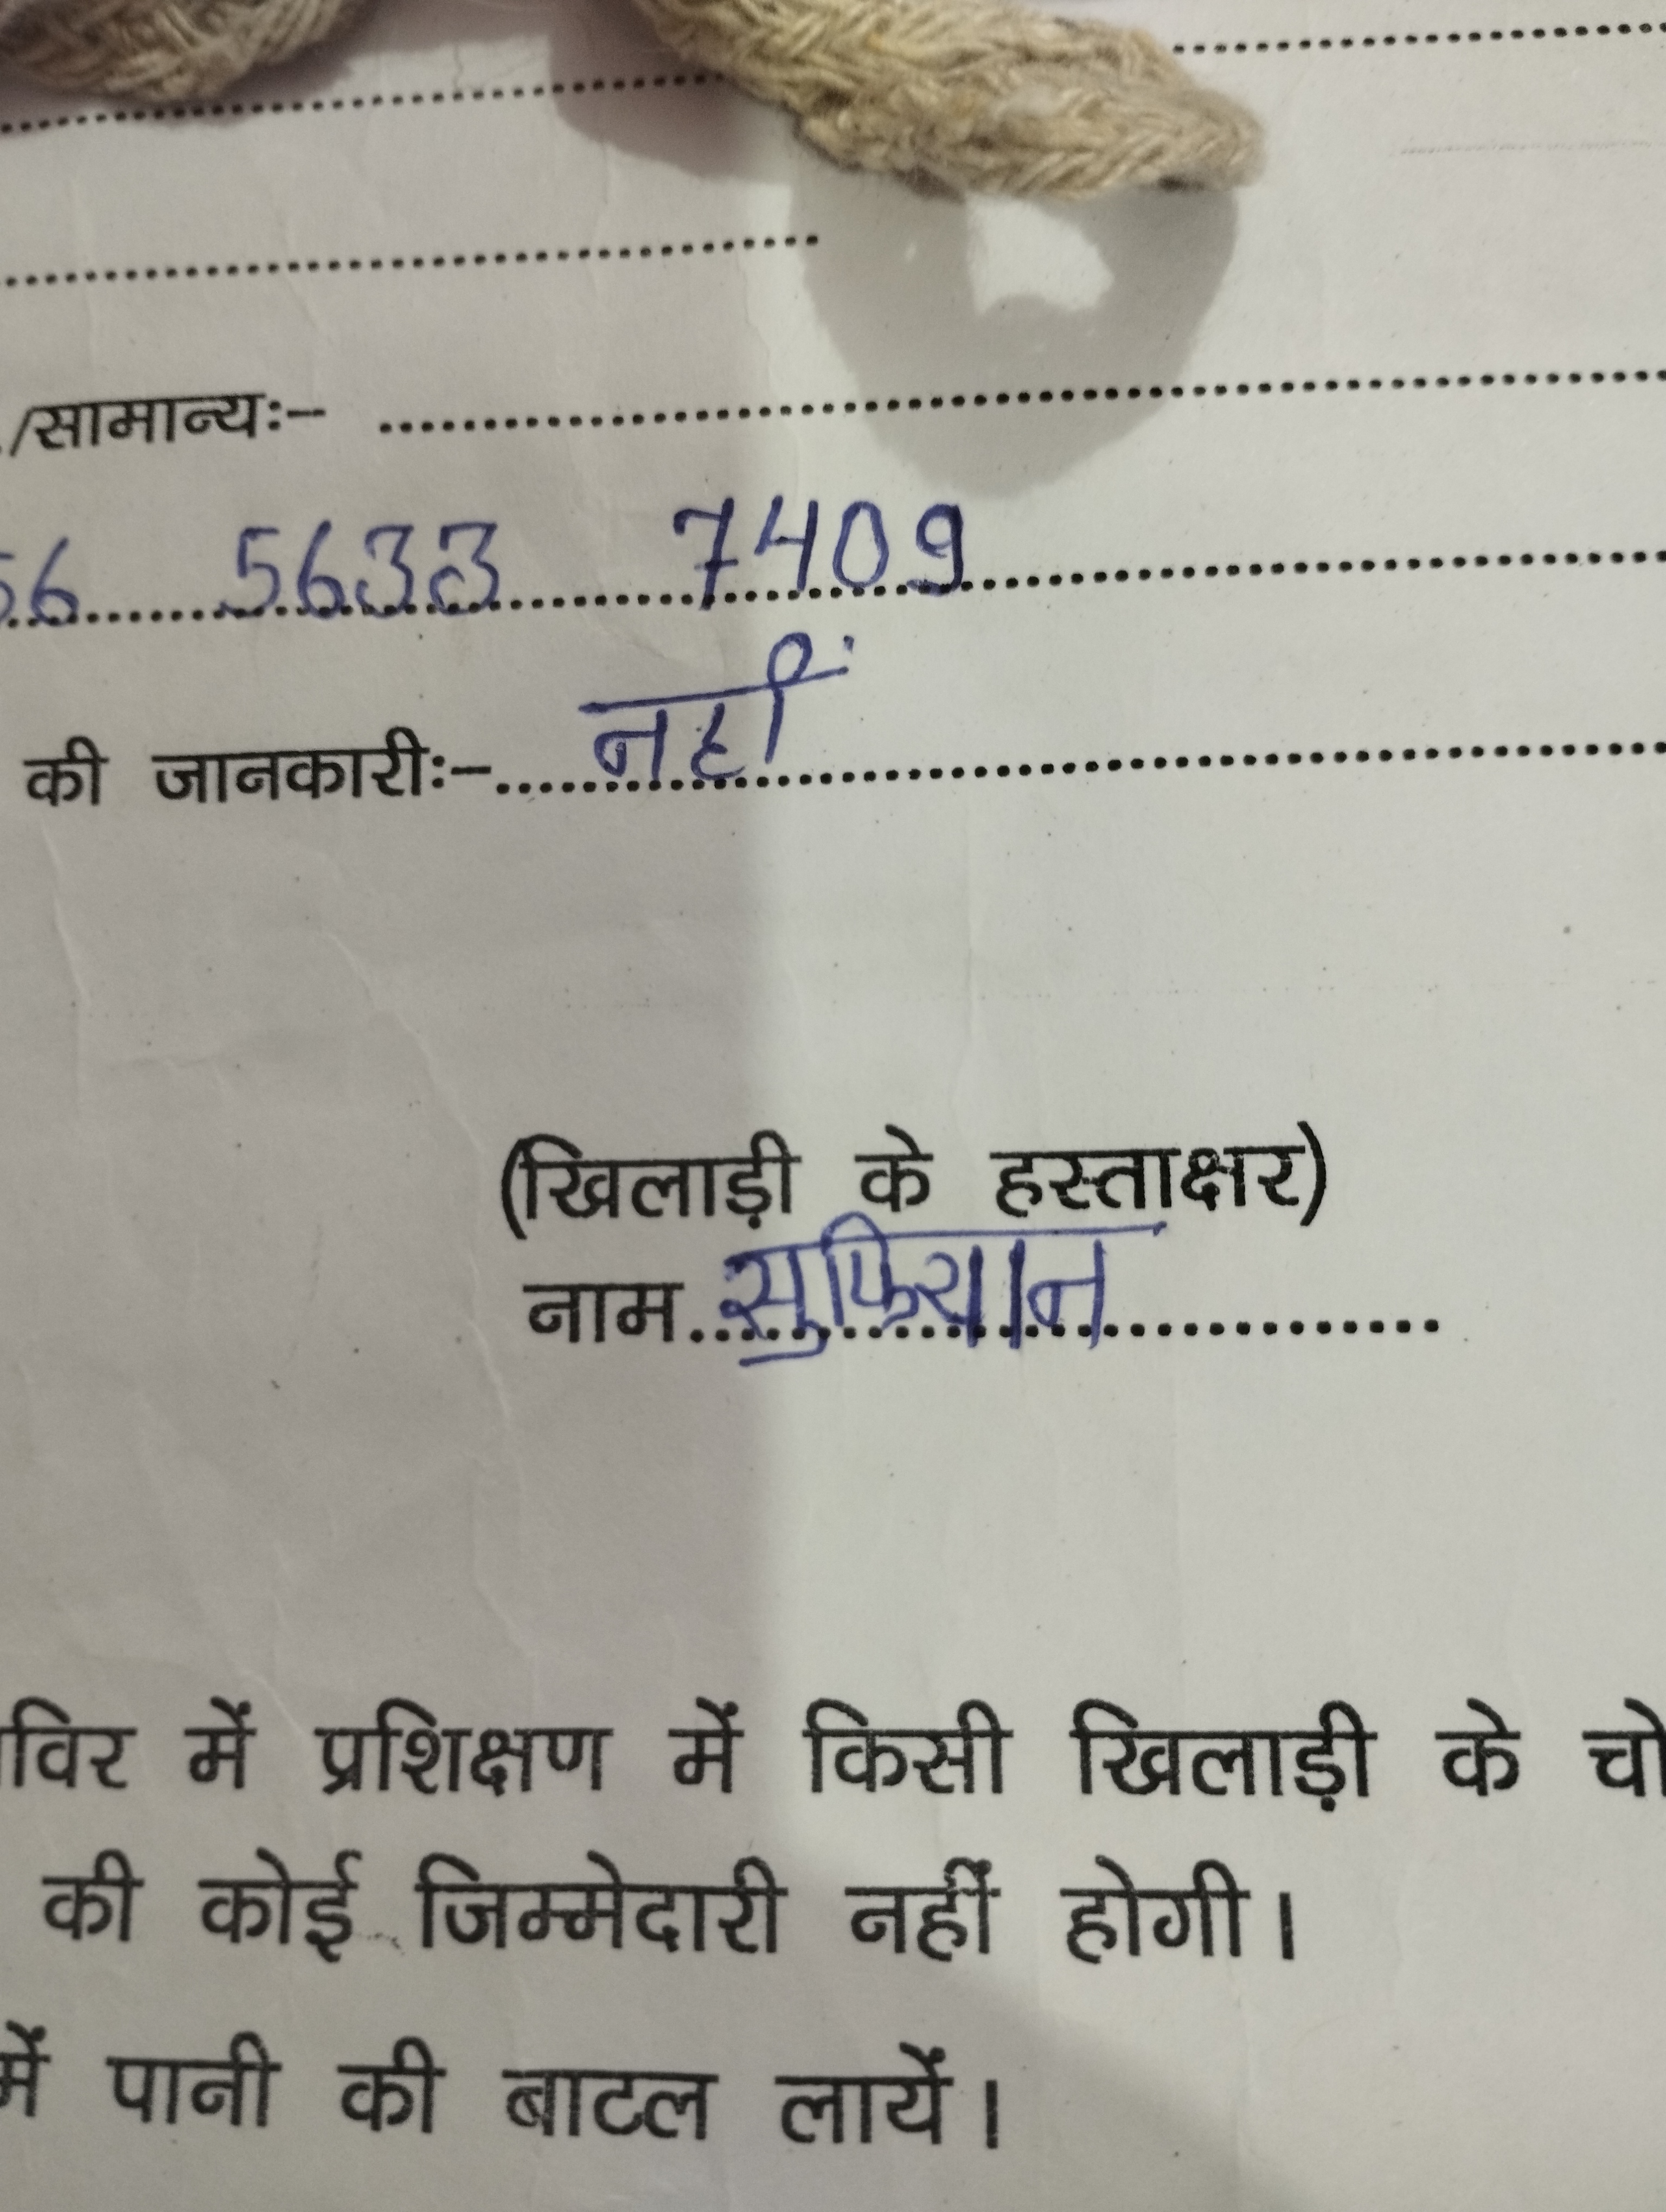 /सामान्यः–
56 5633 7409
की जानकारीः– नहीं
(खिलाड़ी के हस्ताक्षर)
नाम सुफियान
में प्रशिक्षण में किसी खिलाड़ी के
की कोई जिम्मेदारी नहीं होगी।
में पानी की बाटल लायें।